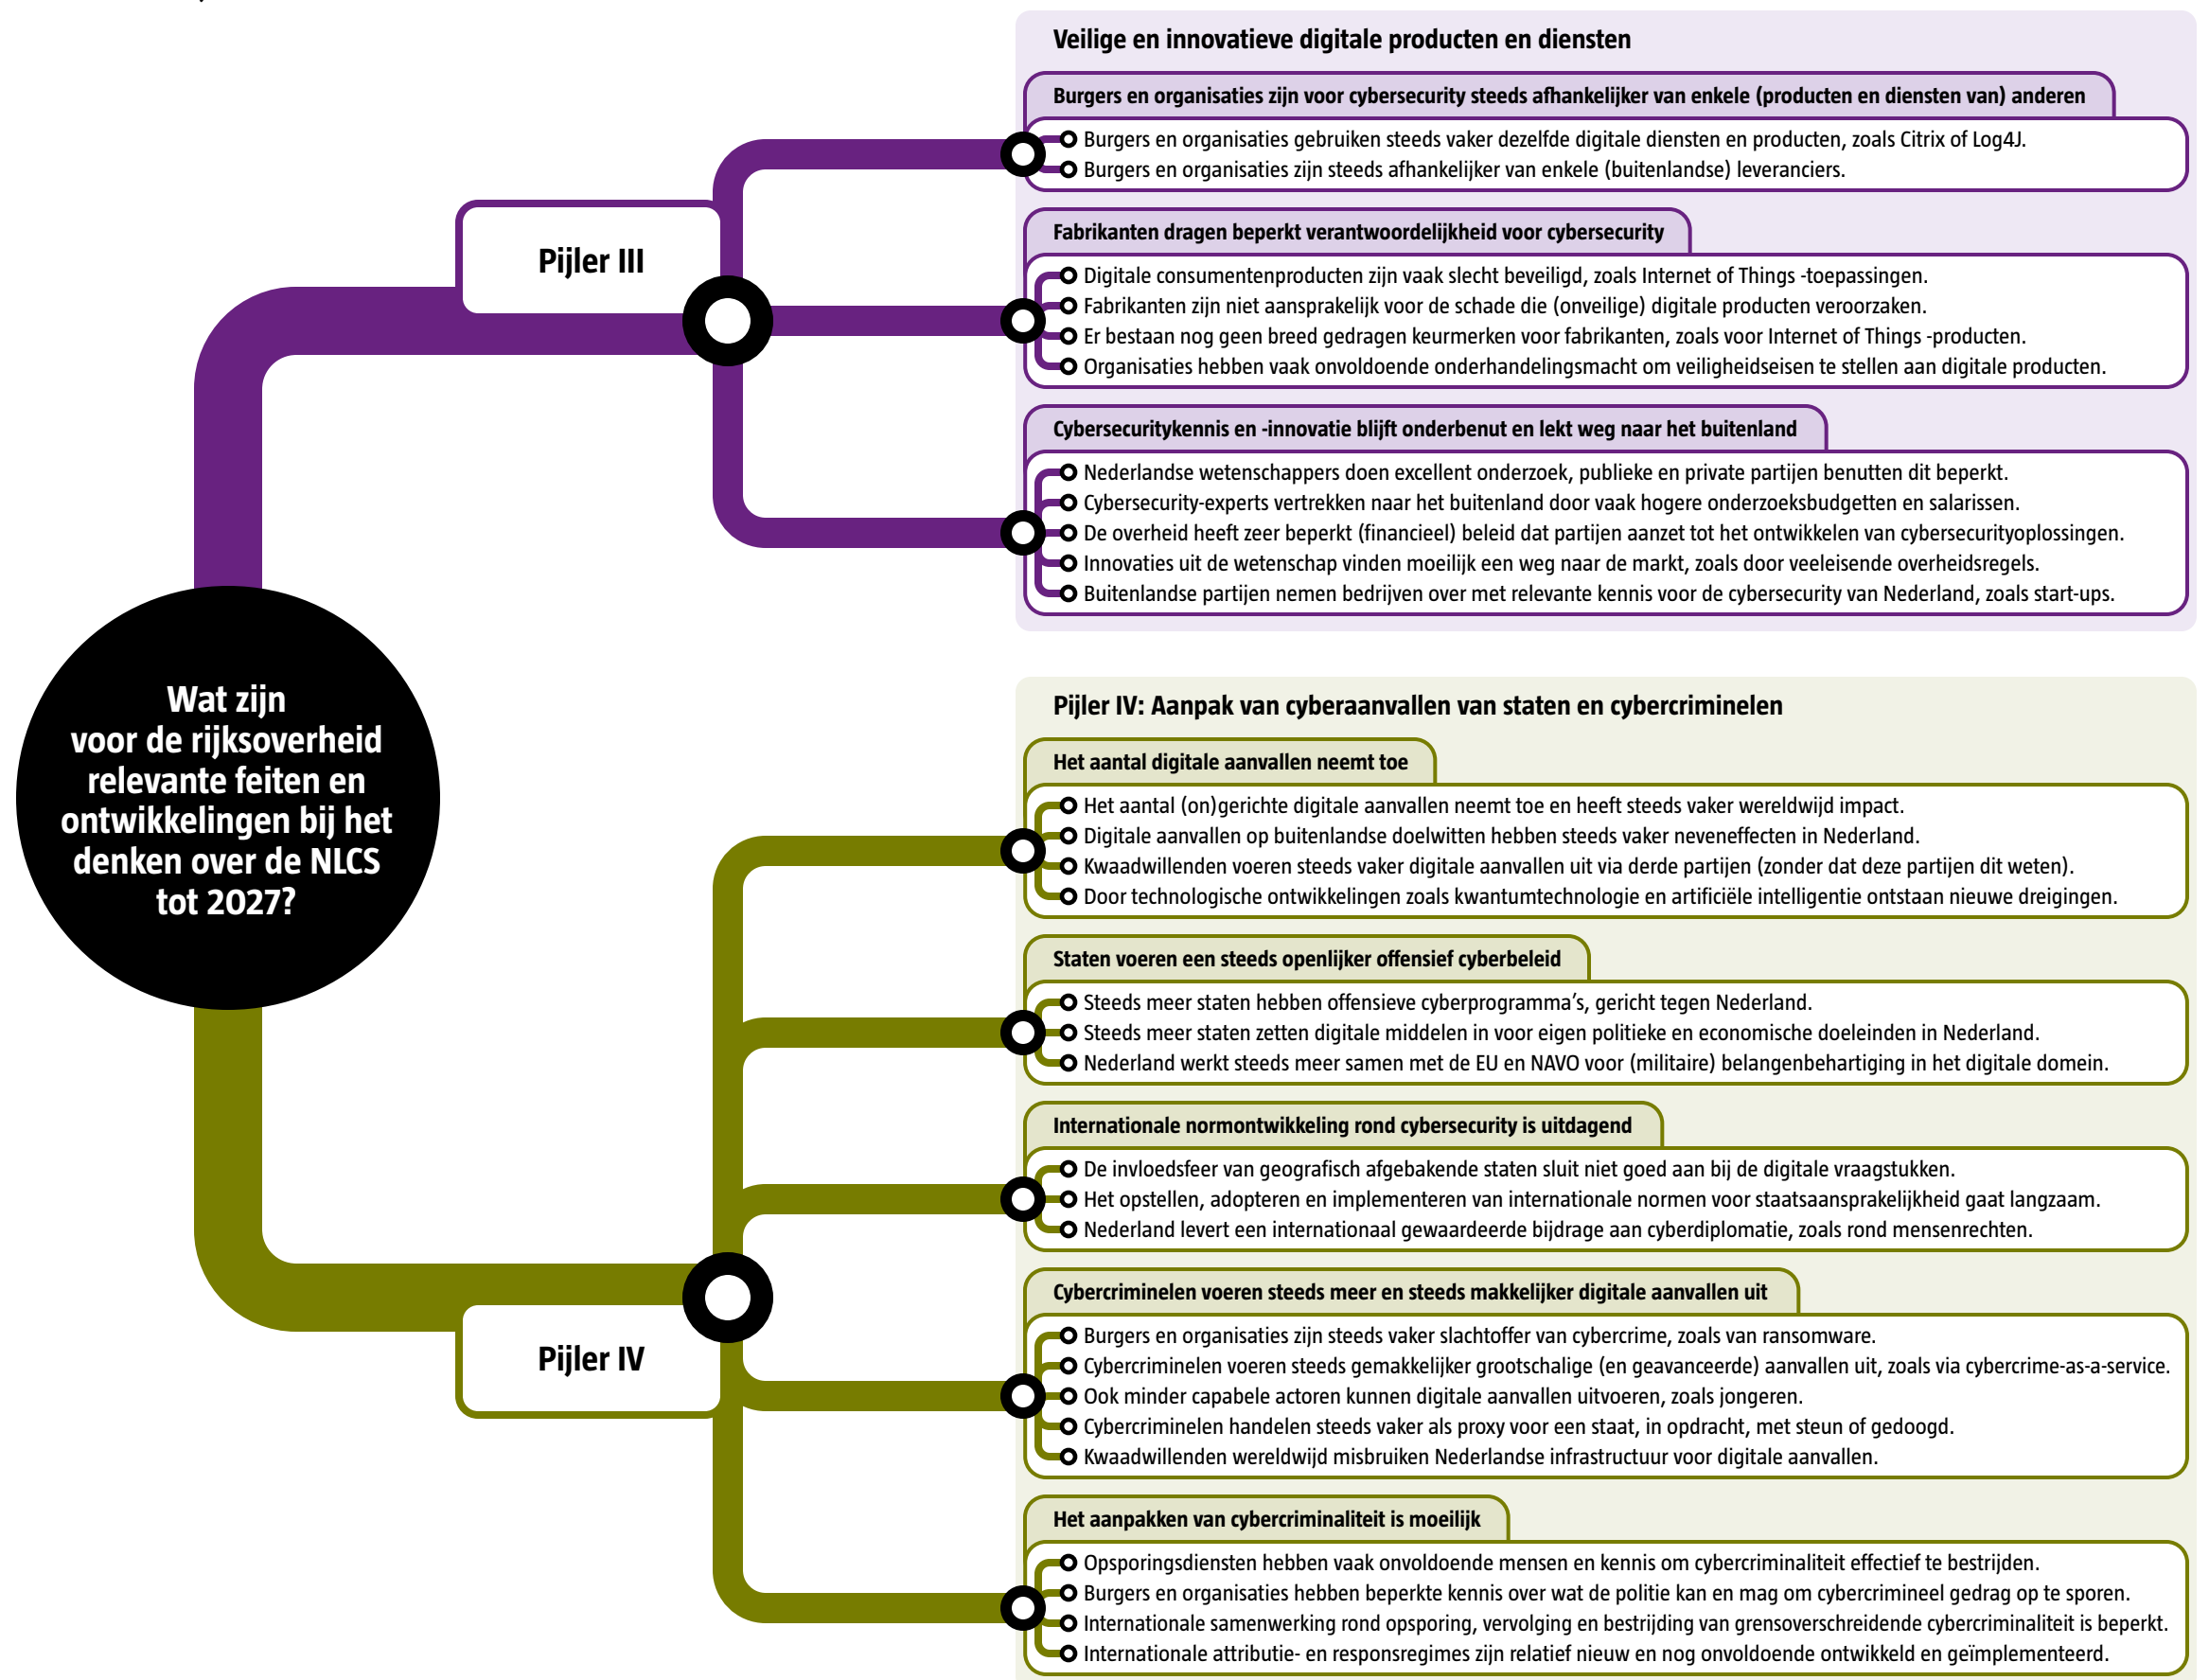 Wat zijn
voor de rijksoverheid
relevante feiten en
ontwikkelingen bij het
denken over de NLCS
tot 2027?
Pijler III
Veilige en innovatieve digitale producten en diensten
Burgers en organisaties zijn voor cybersecurity steeds afhankelijker van enkele (producten en diensten van) anderen
Burgers en organisaties gebruiken steeds vaker dezelfde digitale diensten en producten, zoals Citrix of Log4J.
Burgers en organisaties zijn steeds afhankelijker van enkele (buitenlandse) leveranciers.
Fabrikanten dragen beperkt verantwoordelijkheid voor cybersecurity
Digitale consumentenproducten zijn vaak slecht beveiligd, zoals Internet of Things -toepassingen.
Fabrikanten zijn niet aansprakelijk voor de schade die (onveilige) digitale producten veroorzaken.
Er bestaan nog geen breed gedragen keurmerken voor fabrikanten, zoals voor Internet of Things -producten.
Organisaties hebben vaak onvoldoende onderhandelingsmacht om veiligheidseisen te stellen aan digitale producten.
Cybersecuritykennis en -innovatie blijft onderbenut en lekt weg naar het buitenland
Nederlandse wetenschappers doen excellent onderzoek, publieke en private partijen benutten dit beperkt.
Cybersecurity-experts vertrekken naar het buitenland door vaak hogere onderzoeksbudgetten en salarissen.
De overheid heeft zeer beperkt (financieel) beleid dat partijen aanzet tot het ontwikkelen van cybersecurityoplossingen.
Innovaties uit de wetenschap vinden moeilijk een weg naar de markt, zoals door veeleisende overheidsregels.
Buitenlandse partijen nemen bedrijven over met relevante kennis voor de cybersecurity van Nederland, zoals start-ups.
Pijler IV
Pijler IV: Aanpak van cyberaanvallen van staten en cybercriminelen
Het aantal digitale aanvallen neemt toe
Het aantal (on)gerichte digitale aanvallen neemt toe en heeft steeds vaker wereldwijd impact.
Digitale aanvallen op buitenlandse doelwitten hebben steeds vaker neveneffecten in Nederland.
Kwaadwillenden voeren steeds vaker digitale aanvallen uit via derde partijen (zonder dat deze partijen dit weten).
Door technologische ontwikkelingen zoals kwantumtechnologie en artificiële intelligentie ontstaan nieuwe dreigingen.
Staten voeren een steeds openlijker offensief cyberbeleid
Steeds meer staten hebben offensieve cyberprogramma's, gericht tegen Nederland.
Steeds meer staten zetten digitale middelen in voor eigen politieke en economische doeleinden in Nederland.
Nederland werkt steeds meer samen met de EU en NAVO voor (militaire) belangenbehartiging in het digitale domein.
Internationale normontwikkeling rond cybersecurity is uitdagend
De invloedsfeer van geografisch afgebakende staten sluit niet goed aan bij de digitale vraagstukken.
Het opstellen, adopteren en implementeren van internationale normen voor staatsaansprakelijkheid gaat langzaam.
Nederland levert een internationaal gewaardeerde bijdrage aan cyberdiplomatie, zoals rond mensenrechten.
Cybercriminelen voeren steeds meer en steeds makkelijker digitale aanvallen uit
Burgers en organisaties zijn steeds vaker slachtoffer van cybercrime, zoals van ransomware.
Cybercriminelen voeren steeds gemakkelijker grootschalige (en geavanceerde) aanvallen uit, zoals via cybercrime-as-a-service.
Ook minder capabele actoren kunnen digitale aanvallen uitvoeren, zoals jongeren.
Cybercriminelen handelen steeds vaker als proxy voor een staat, in opdracht, met steun of gedoogd.
Kwaadwillenden wereldwijd misbruiken Nederlandse infrastructuur voor digitale aanvallen.
Het aanpakken van cybercriminaliteit is moeilijk
Opsporingsdiensten hebben vaak onvoldoende mensen en kennis om cybercriminaliteit effectief te bestrijden.
Burgers en organisaties hebben beperkte kennis over wat de politie kan en mag om cybercrimineel gedrag op te sporen.
Internationale samenwerking rond opsporing, vervolging en bestrijding van grensoverschreidende cybercriminaliteit is beperkt.
Internationale attributie- en responsregimes zijn relatief nieuw en nog onvoldoende ontwikkeld en geïmplementeerd.